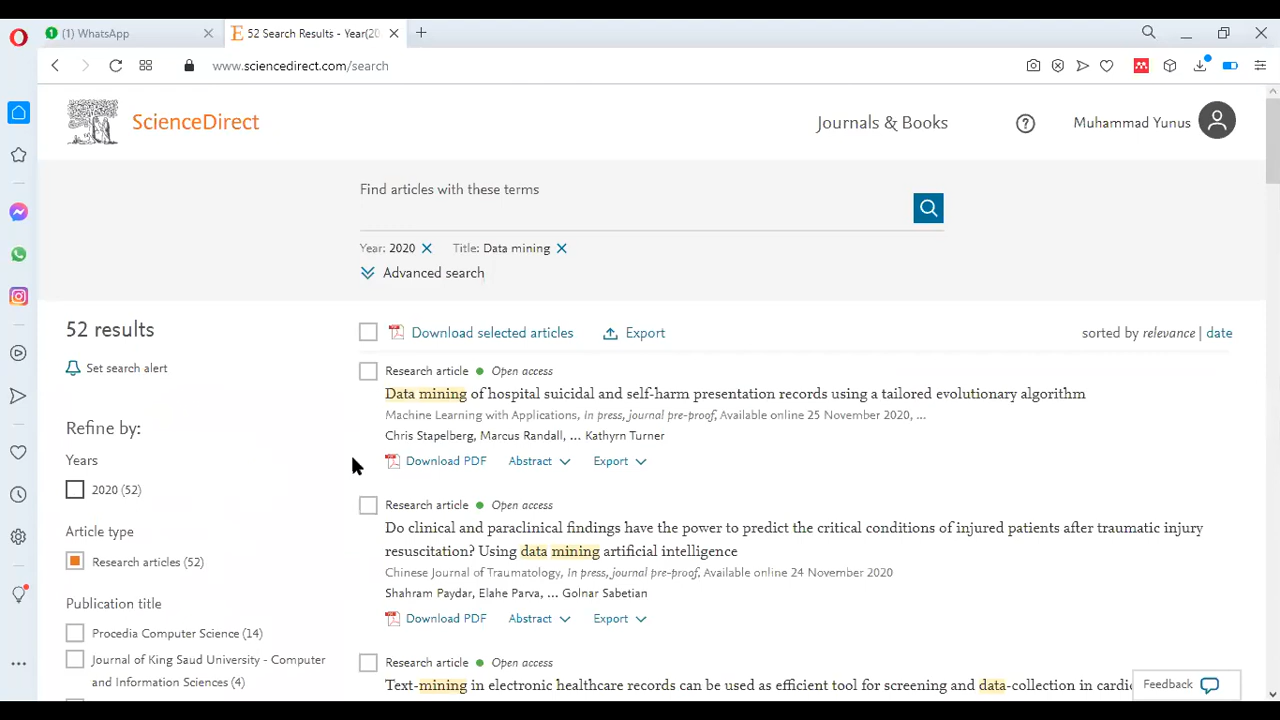 (1) WhatsApp
52 Search Results - Year(20
www.sciencedirect.com/search
ScienceDirect
Journals & Books
Muhammad Yunus
Find articles with these terms
Year: 2020 Title: Data mining
Advanced search
52 results
Download selected articles Export
sorted by relevance | date
Set search alert
Refine by:
Years
2020 (52)
Article type
Research articles (52)
Publication title
Procedia Computer Science (14)
Journal of King Saud University - Computer
and Information Sciences (4)
Research article Open access
Data mining of hospital suicidal and self-harm presentation records using a tailored evolutionary algorithm
Machine Learning with Applications, In press, journal pre-proof, Available online 25 November 2020, ...
Chris Stapelberg, Marcus Randall, ... Kathyrn Turner
Download PDF Abstract Export
Research article Open access
Do clinical and paraclinical findings have the power to predict the critical conditions of injured patients after traumatic injury
resuscitation? Using data mining artificial intelligence
Chinese Journal of Traumatology, In press, journal pre-proof, Available online 24 November 2020
Shahram Paydar, Elahe Parva, ... Golnar Sabetian
Download PDF Abstract Export
Research article Open access
Text-mining in electronic healthcare records can be used as efficient tool for screening and data-collection in cardi
Feedback